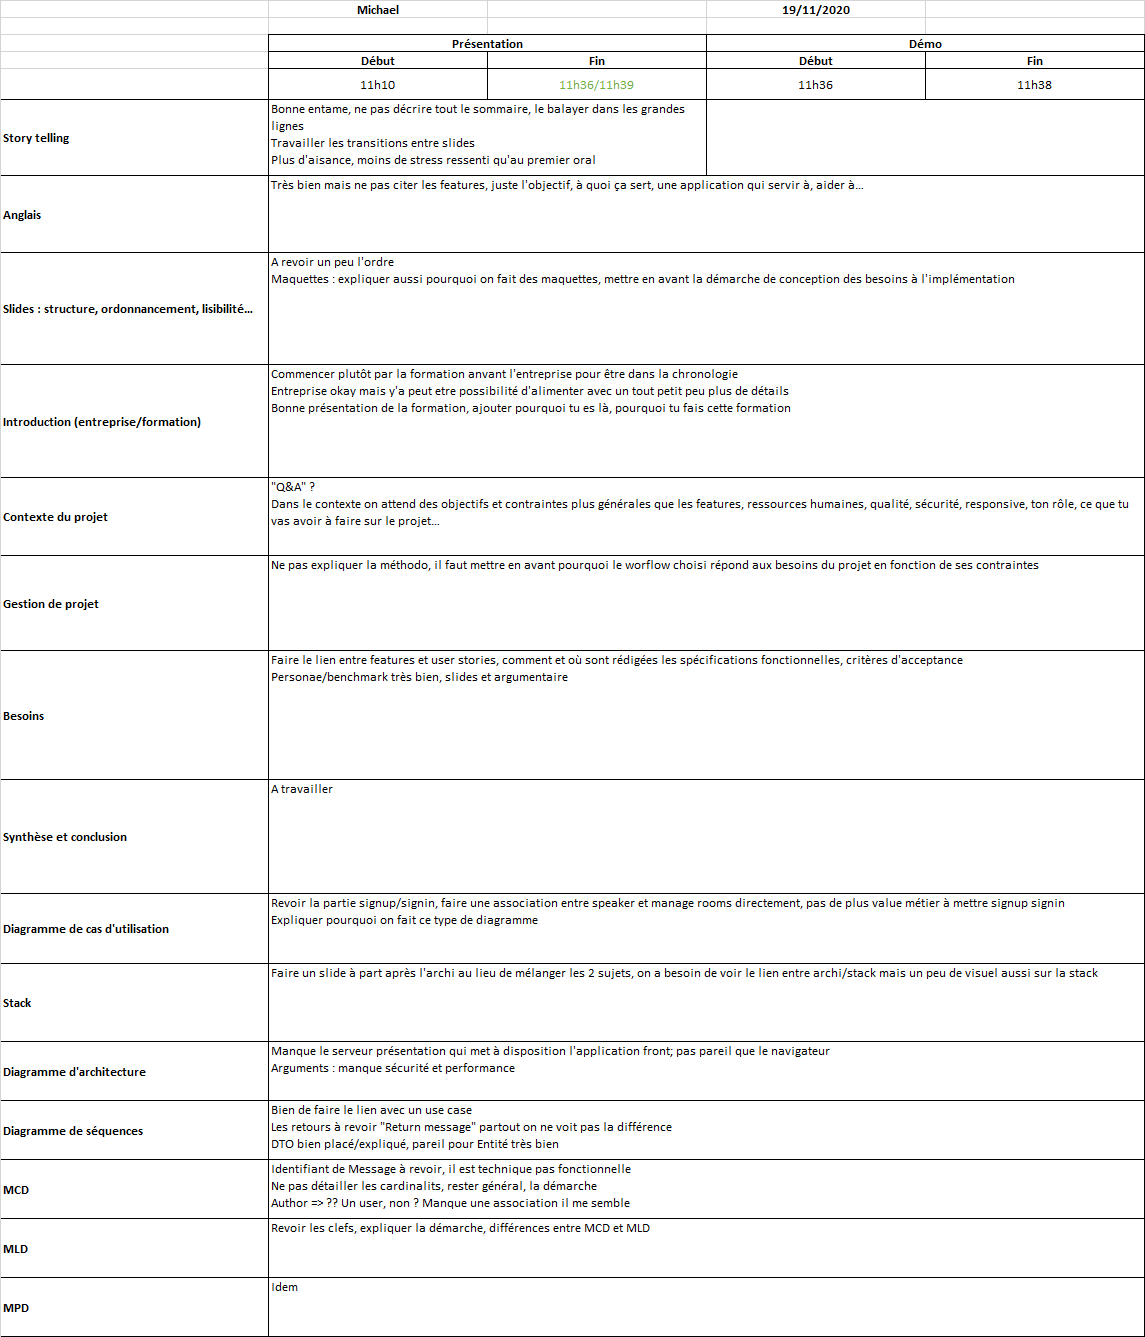 Michael 19/11/2020
Présentation Démo
Début Fin Début Fin
11h10 11h36/11h39 11h36 11h38
Story telling
Bonne entame, ne pas décrire tout le sommaire, le balayer dans les grandes
lignes
Travailler les transitions entre slides
Plus d'aisance, moins de stress ressenti qu'au premier oral
Anglais
Très bien mais ne pas citer les features, juste l'objectif, à quoi ça sert, une application qui servir à, aider à...
Slides : structure, ordonnancement, lisibilité...
A revoir un peu l'ordre
Maquettes : expliquer aussi pourquoi on fait des maquettes, mettre en avant la démarche de conception des besoins à l'implémentation
Introduction (entreprise/formation)
Commencer plutôt par la formation anvant l'entreprise pour être dans la chronologie
Entreprise okay mais y'a peut etre possibilité d'alimenter avec un tout petit peu plus de détails
Bonne présentation de la formation, ajouter pourquoi tu es là, pourquoi tu fais cette formation
Contexte du projet
"Q&A" ?
Dans le contexte on attend des objectifs et contraintes plus générales que les features, ressources humaines, qualité, sécurité, responsive, ton rôle, ce que tu
vas avoir à faire sur le projet...
Gestion de projet
Ne pas expliquer la méthodo, il faut mettre en avant pourquoi le worflow choisi répond aux besoins du projet en fonction de ses contraintes
Besoins
Faire le lien entre features et user stories, comment et où sont rédigées les spécifications fonctionnelles, critères d'acceptance
Personae/benchmark très bien, slides et argumentaire
Synthèse et conclusion
A travailler
Diagramme de cas d'utilisation
Revoir la partie signup/signin, faire une association entre speaker et manage rooms directement, pas de plus value métier à mettre signup signin
Expliquer pourquoi on fait ce type de diagramme
Stack
Faire un slide à part après l'archi au lieu de mélanger les 2 sujets, on a besoin de voir le lien entre archi/stack mais un peu de visuel aussi sur la stack
Diagramme d'architecture
Manque le serveur présentation qui met à disposition l'application front; pas pareil que le navigateur
Arguments : manque sécurité et performance
Diagramme de séquences
Bien de faire le lien avec un use case
Les retours à revoir "Return message" partout on ne voit pas la différence
DTO bien placé/expliqué, pareil pour Entité très bien
MCD
Identifiant de Message à revoir, il est technique pas fonctionnelle
Ne pas détailler les cardinalits, rester général, la démarche
Author => ?? Un user, non ? Manque une association il me semble
MLD
Revoir les clefs, expliquer la démarche, différences entre MCD et MLD
MPD
Idem